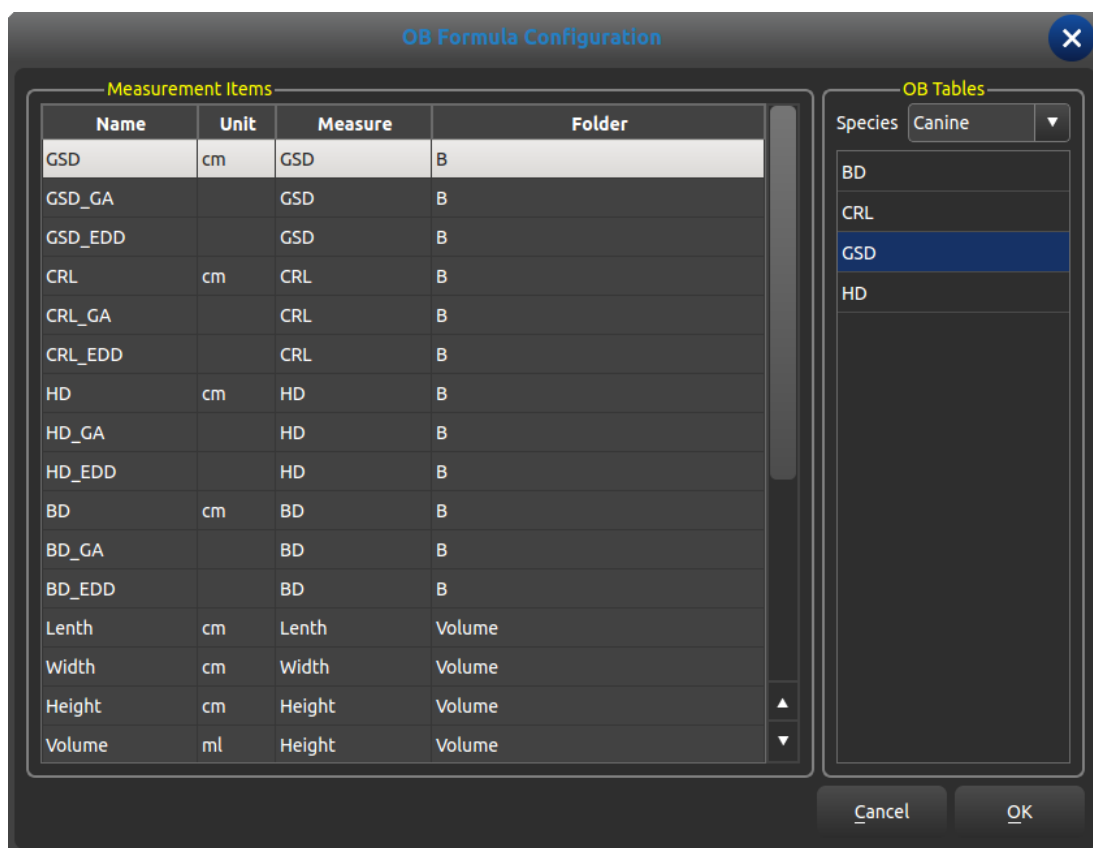 OB Formula Configuration
Measurement Items
Name Unit Measure Folder
GSD cm GSD B
GSD_GA GSD B
GSD_EDD GSD B
CRL cm CRL B
CRL_GA CRL B
CRL_EDD CRL B
HD cm HD B
HD_GA HD B
HD_EDD HD B
BD cm BD B
BD_GA BD B
BD_EDD BD B
Lenth cm Lenth Volume
Width cm Width Volume
Height cm Height Volume
Volume ml Height Volume
OB Tables
Species Canine
BD
CRL
GSD
HD
Cancel OK